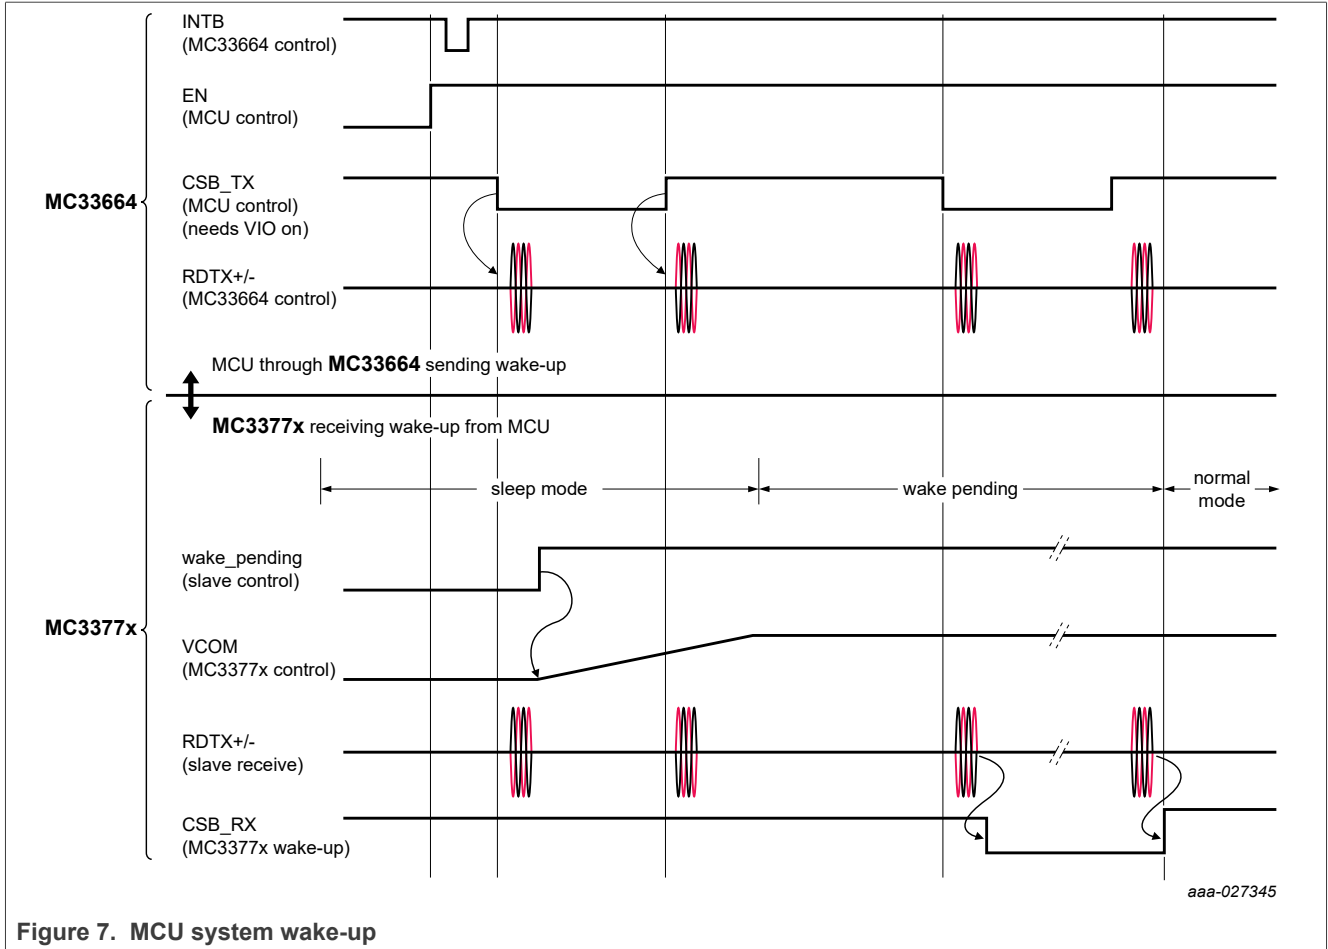 INTB
(MC33664 control)
EN
(MCU control)
MC33664
CSB_TX
(MCU control)
(needs VIO on)
RDTX+/-
(MC33664 control)
MCU through MC33664 sending wake-up
MC3377x receiving wake-up from MCU
sleep mode
wake pending
normal
mode
wake_pending
(slave control)
MC3377x
VCOM
(MC3377x control)
RDTX+/-
(slave receive)
CSB_RX
(MC3377x wake-up)
aaa-027345
Figure 7. MCU system wake-up